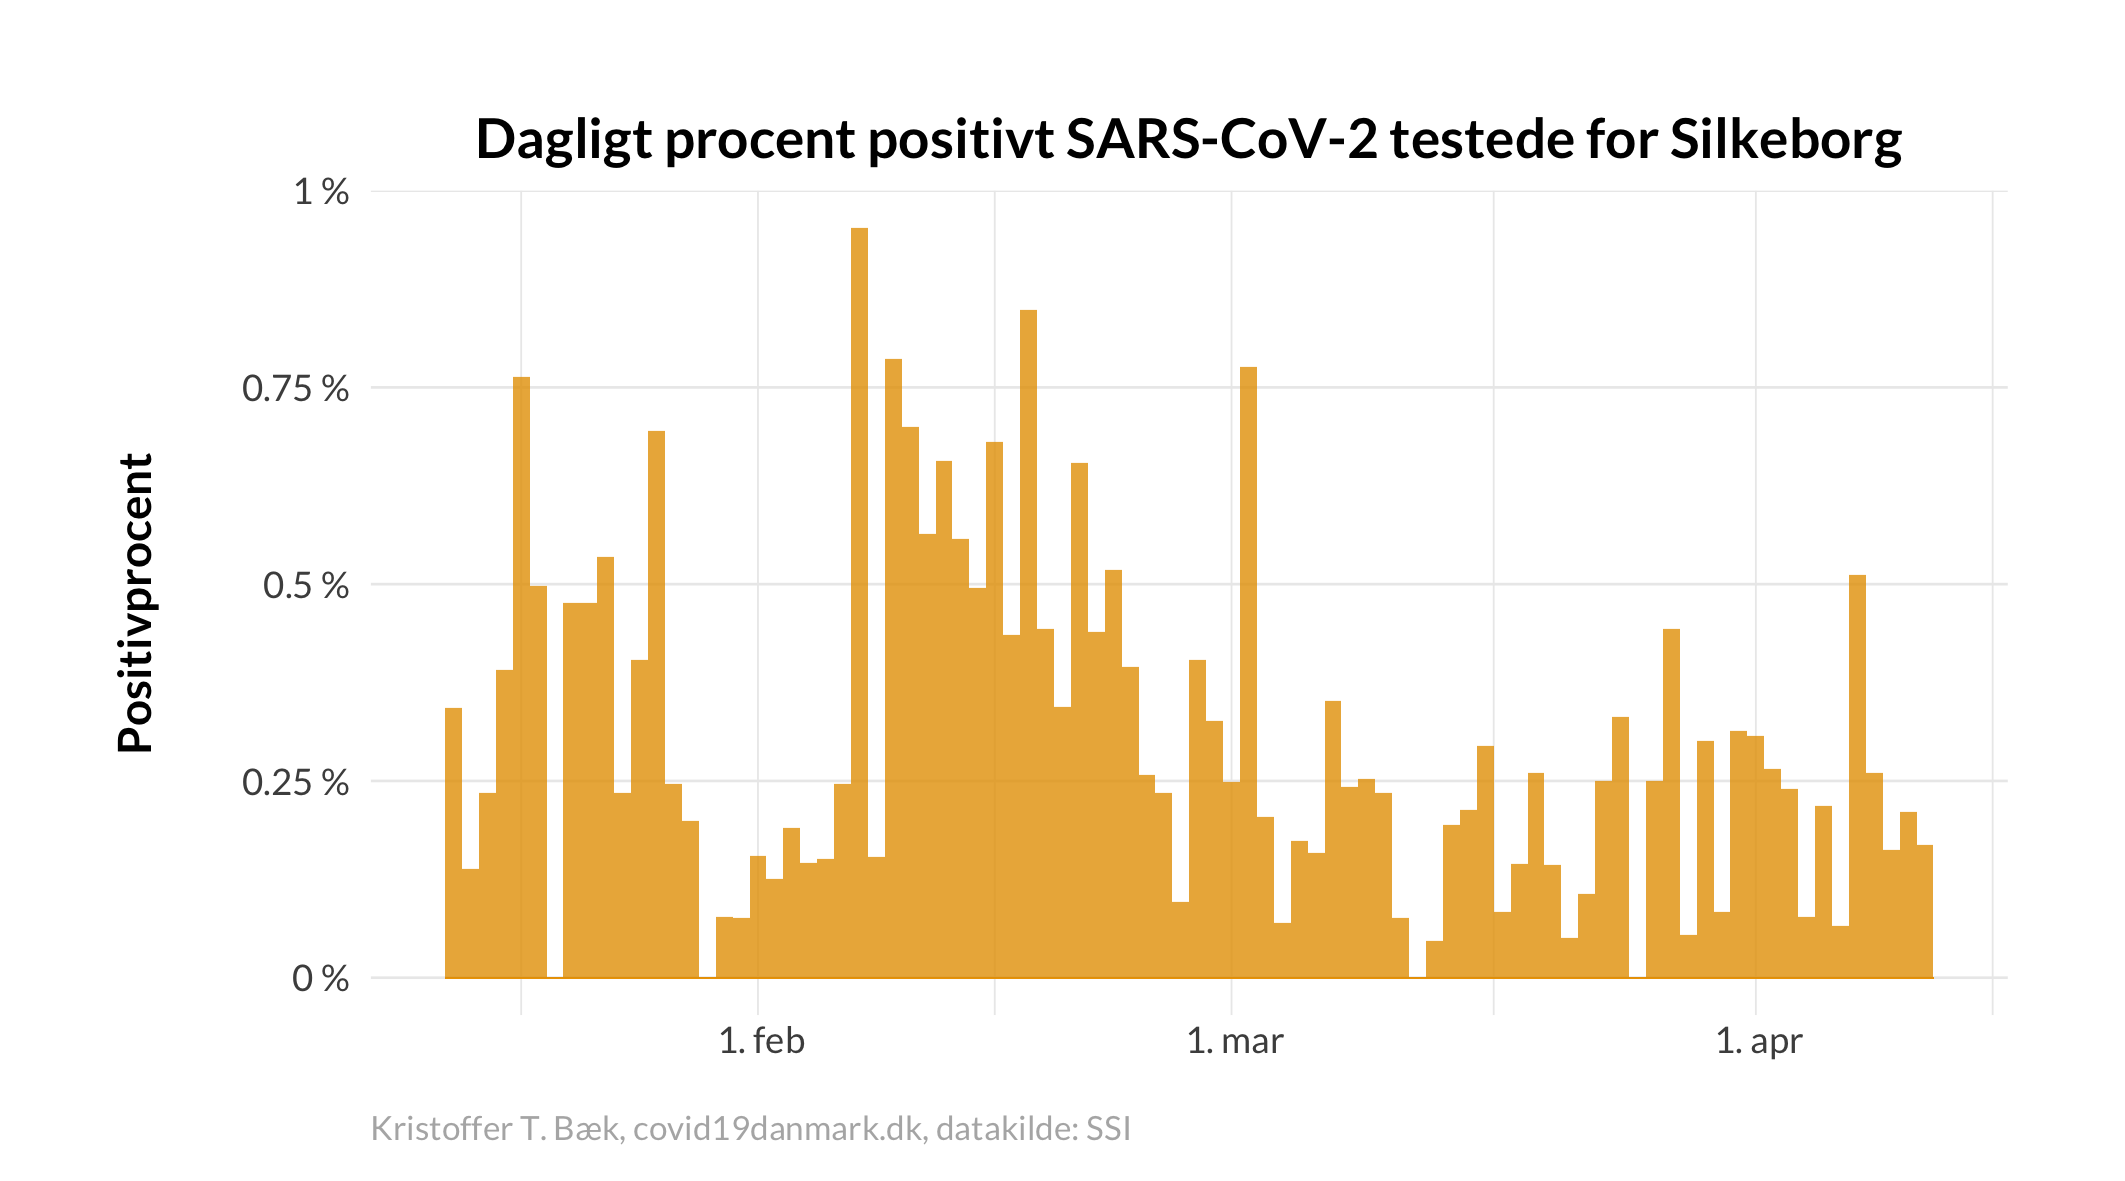 Dagligt procent positivt SARS-CoV-2 testede for Silkeborg
1 %
0.75 %
0.5 %
0.25 %
0 %
Positivprocent
1. feb
1. mar
1. apr
Kristoffer T. Bæk, covid19danmark.dk, datakilde: SSI